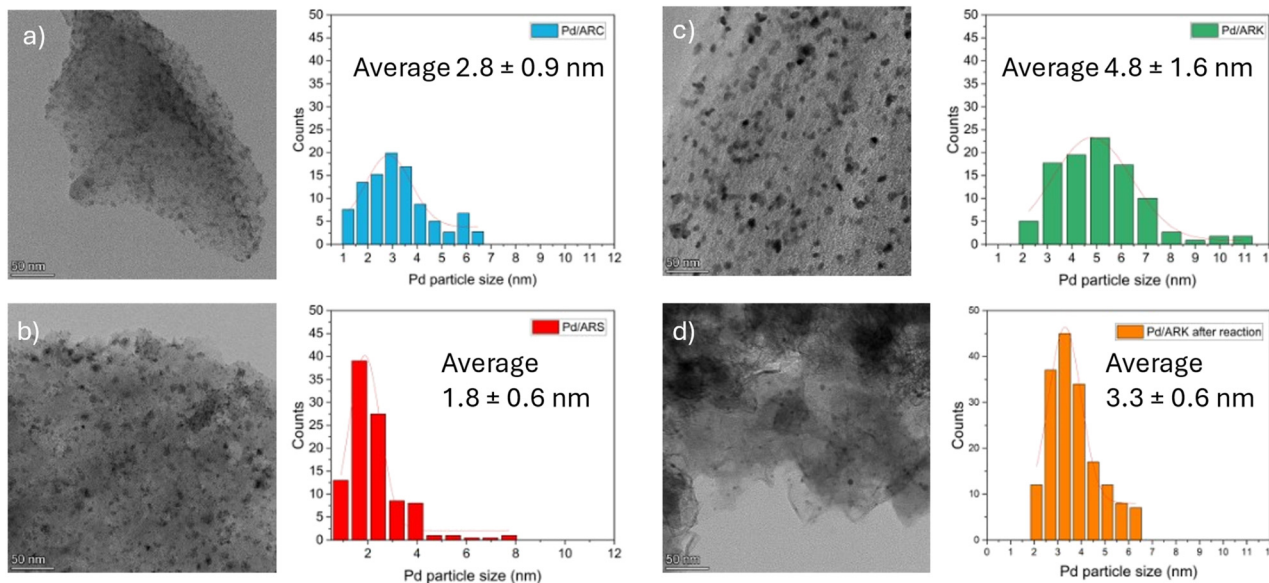 a)
50 nm
50
45
40
35
30
25
20
15
10
5
0
Counts
Pd/ARC
Average 2.8 ± 0.9 nm
1 2 3 4 5 6 7 8 9 10 11 12
Pd particle size (nm)
c)
50 nm
50
45
40
35
30
25
20
15
10
5
0
Counts
Pd/ARK
Average 4.8 ± 1.6 nm
1 2 3 4 5 6 7 8 9 10 11 12
Pd particle size (nm)
b)
50 nm
50
45
40
35
30
25
20
15
10
5
0
Counts
Pd/ARS
Average
1.8 ± 0.6 nm
2 4 6 8 10 12
Pd particle size (nm)
d)
50 nm
50
40
30
20
10
0
Counts
Pd/ARK after reaction
Average
3.3 ± 0.6 nm
0 1 2 3 4 5 6 7 8 9 10 11 12
Pd particle size (nm)